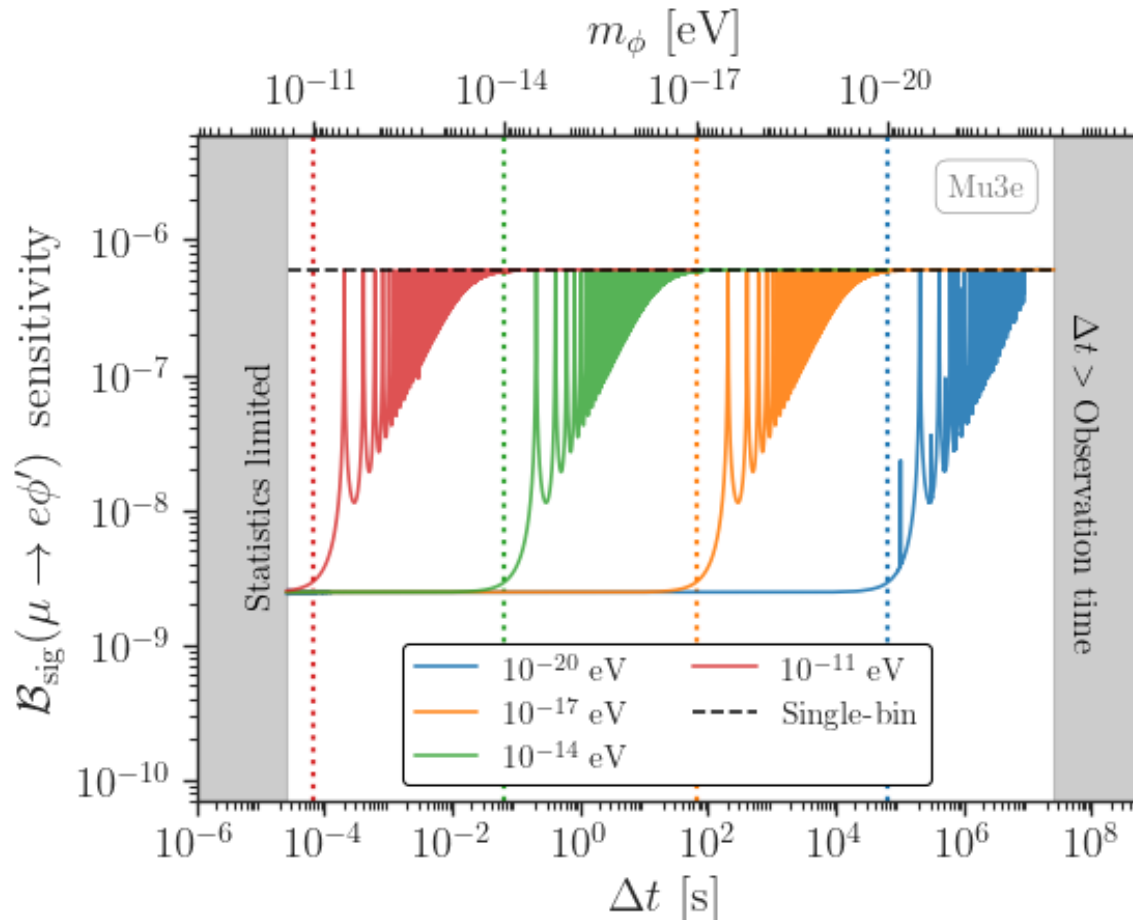 m_ϕ [eV]
10^−11 10^−14 10^−17 10^−20
Mu3e
10^−6
10^−7
10^−8
10^−9
10^−10
B_sig(μ → eϕ′) sensitivity
Statistics limited
Δt > Observation time
10^−20 eV
10^−17 eV
10^−14 eV
10^−11 eV
Single-bin
10^−6 10^−4 10^−2 10^0 10^2 10^4 10^6 10^8
Δt [s]